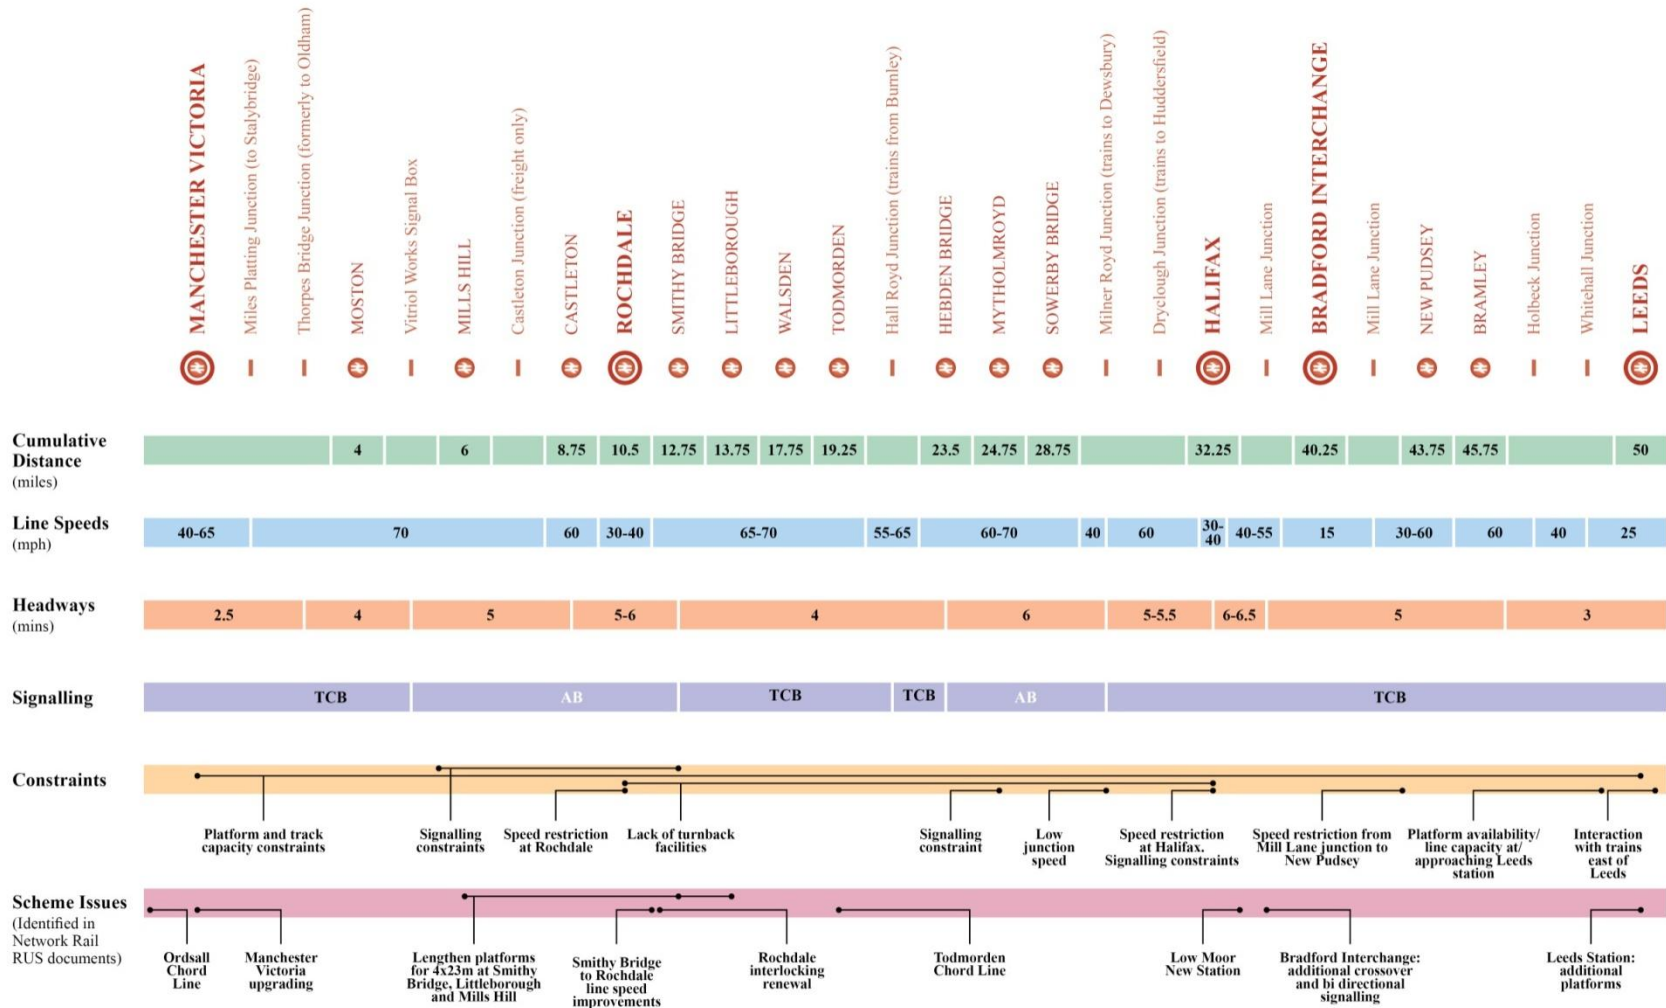 MANCHESTER VICTORIA
Miles Platting Junction (to Stalybridge)
Thorpes Bridge Junction (formerly to Oldham)
MOSTON
Vitriol Works Signal Box
MILLS HILL
Castleton Junction (freight only)
CASTLETON
ROCHDALE
SMITHY BRIDGE
LITTLEBOROUGH
WALSDEN
TODMORDEN
Hall Royd Junction (trains from Burnley)
HEBDEN BRIDGE
MYTHOLMROYD
SOWERBY BRIDGE
Milner Royd Junction (trains to Dewsbury)
Dryclough Junction (trains to Huddersfield)
HALIFAX
Mill Lane Junction
BRADFORD INTERCHANGE
Mill Lane Junction
NEW PUDSEY
BRAMLEY
Holbeck Junction
Whitehall Junction
LEEDS
Cumulative
Distance
(miles)
4 6 8.75 10.5 12.75 13.75 17.75 19.25 23.5 24.75 28.75 32.25 40.25 43.75 45.75 50
Line Speeds
(mph)
40-65 70 60 30-40 65-70 55-65 60-70 40 60 30-
40 40-55 15 30-60 60 40 25
Headways
(mins)
2.5 4 5 5-6 4 6 5-5.5 6-6.5 5 3
Signalling
TCB AB TCB TCB AB TCB
Constraints
Platform and track
capacity constraints
Signalling
constraints
Speed restriction
at Rochdale
Lack of turnback
facilities
Signalling
constraint
Low
junction
speed
Speed restriction
at Halifax.
Signalling constraints
Speed restriction from
Mill Lane junction to
New Pudsey
Platform availability/
line capacity at/
approaching Leeds
station
Interaction
with trains
east of
Leeds
Scheme Issues
(Identified in
Network Rail
RUS documents)
Ordsall
Chord
Line
Manchester
Victoria
upgrading
Lengthen platforms
for 4x23m at Smithy
Bridge, Littleborough
and Mills Hill
Smithy Bridge
to Rochdale
line speed
improvements
Rochdale
interlocking
renewal
Todmorden
Chord Line
Low Moor
New Station
Bradford Interchange:
additional crossover
and bi directional
signalling
Leeds Station:
additional
platforms